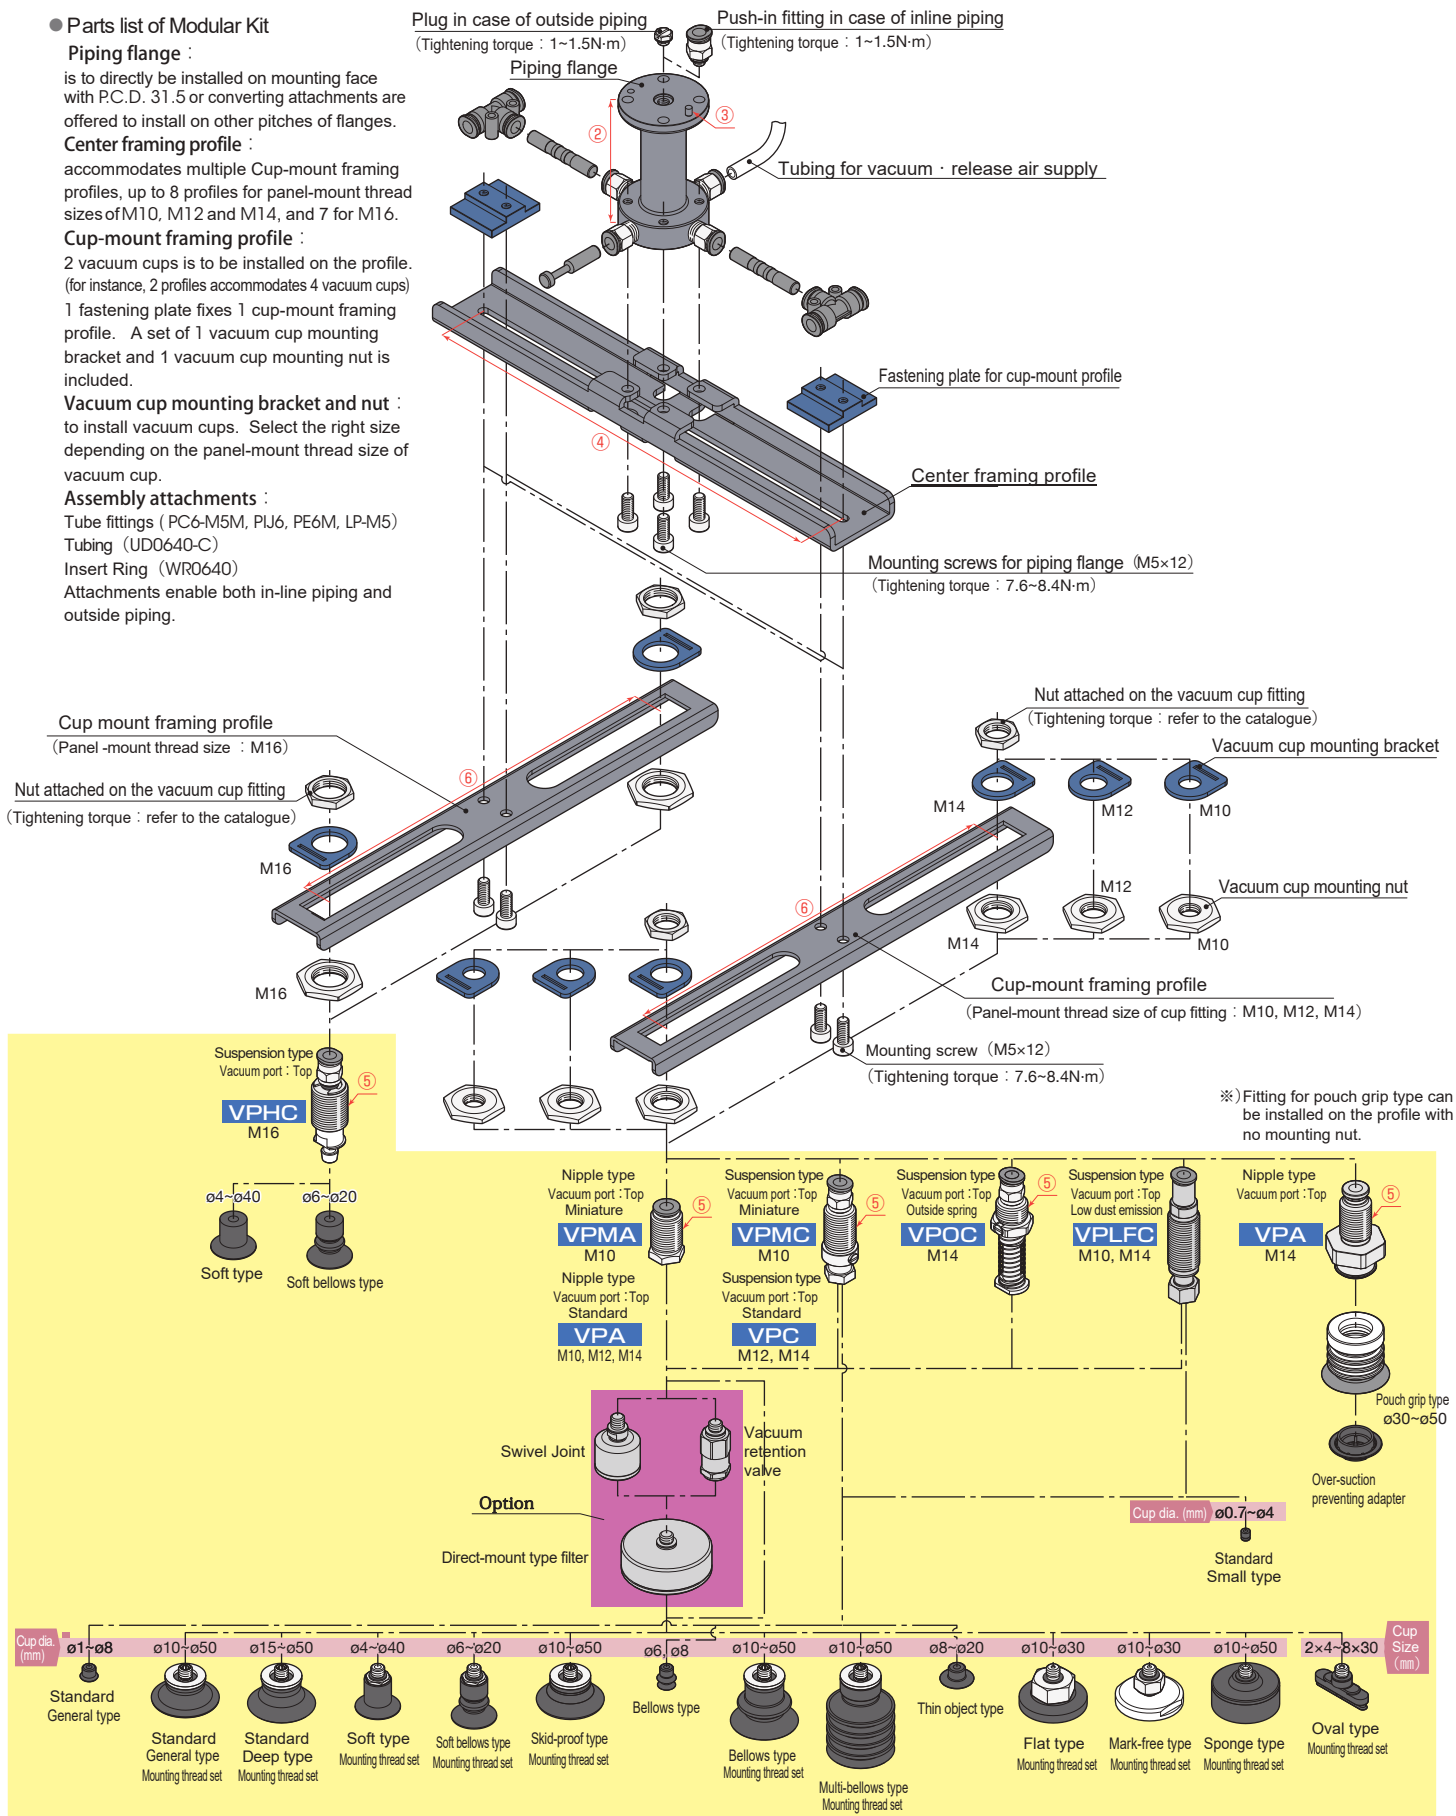 ● Parts list of Modular Kit
Piping flange :
is to directly be installed on mounting face
with P.C.D. 31.5 or converting attachments are
offered to install on other pitches of flanges.
Center framing profile :
accommodates multiple Cup-mount framing
profiles, up to 8 profiles for panel-mount thread
sizes of M10, M12 and M14, and 7 for M16.
Cup-mount framing profile :
2 vacuum cups is to be installed on the profile.
(for instance, 2 profiles accommodates 4 vacuum cups)
1 fastening plate fixes 1 cup-mount framing
profile. A set of 1 vacuum cup mounting
bracket and 1 vacuum cup mounting nut is
included.
Vacuum cup mounting bracket and nut :
to install vacuum cups. Select the right size
depending on the panel-mount thread size of
vacuum cup.
Assembly attachments :
Tube fittings ( PC6-M5M, PIJ6, PE6M, LP-M5)
Tubing (UD0640-C)
Insert Ring (WR0640)
Attachments enable both in-line piping and
outside piping.
Plug in case of outside piping
(Tightening torque : 1~1.5N·m)
Push-in fitting in case of inline piping
(Tightening torque : 1~1.5N·m)
Piping flange
②
③
Tubing for vacuum · release air supply
Fastening plate for cup-mount profile
④
Center framing profile
Mounting screws for piping flange (M5×12)
(Tightening torque : 7.6~8.4N·m)
Cup mount framing profile
(Panel -mount thread size : M16)
Nut attached on the vacuum cup fitting
(Tightening torque : refer to the catalogue)
M16
⑥
M16
Nut attached on the vacuum cup fitting
(Tightening torque : refer to the catalogue)
Vacuum cup mounting bracket
M14
M12
M10
⑥
M12
Vacuum cup mounting nut
M14
M10
Cup-mount framing profile
(Panel-mount thread size of cup fitting : M10, M12, M14)
Mounting screw (M5×12)
(Tightening torque : 7.6~8.4N·m)
※)Fitting for pouch grip type can
be installed on the profile with
no mounting nut.
Suspension type
Vacuum port : Top
⑤
VPHC
M16
ø4~ø40
ø6~ø20
Soft type
Soft bellows type
Nipple type
Vacuum port : Top
Miniature
⑤
VPMA
M10
Nipple type
Vacuum port : Top
Standard
VPA
M10, M12, M14
Suspension type
Vacuum port : Top
Miniature
⑤
VPMC
M10
Suspension type
Vacuum port : Top
Standard
VPC
M12, M14
Suspension type
Vacuum port : Top
Outside spring
⑤
VPOC
M14
Suspension type
Vacuum port : Top
Low dust emission
VPLFC
M10, M14
Nipple type
Vacuum port : Top
⑤
VPA
M14
Pouch grip type
ø30~ø50
Over-suction
preventing adapter
Swivel Joint
Vacuum
retention
valve
Option
Direct-mount type filter
Cup dia. (mm)
ø0.7~ø4
Standard
Small type
Cup dia.
(mm)
ø1~ø8
ø10~ø50
ø15~ø50
ø4~ø40
ø6~ø20
ø10~ø50
ø6, ø8
ø10~ø50
ø10~ø50
ø8~ø20
ø10~ø30
ø10~ø30
ø10~ø50
2×4~8×30
Cup
Size
(mm)
Standard
General type
Standard
General type
Mounting thread set
Standard
Deep type
Mounting thread set
Soft type
Mounting thread set
Soft bellows type
Mounting thread set
Skid-proof type
Mounting thread set
Bellows type
Bellows type
Mounting thread set
Multi-bellows type
Mounting thread set
Thin object type
Flat type
Mounting thread set
Mark-free type
Mounting thread set
Sponge type
Mounting thread set
Oval type
Mounting thread set